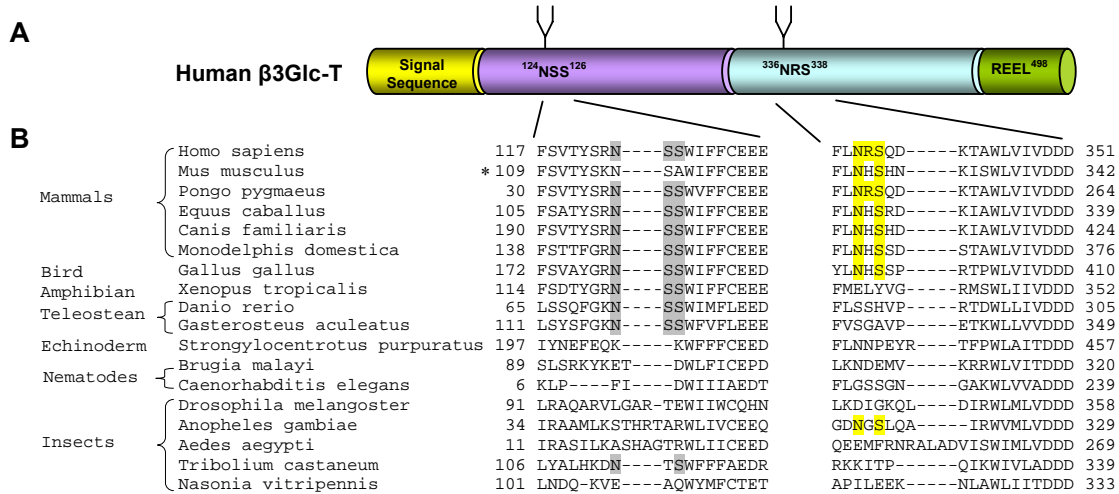 A
Human β3Glc-T
Signal Sequence
¹²⁴NSS¹²⁶
³³⁶NRS³³⁸
REEL⁴⁹⁸
B
Mammals
Homo sapiens 117 FSVTYSRN----SSWIFFCEEE FLNRSQD-----KTAWLVIVDDD 351
Mus musculus *109 FSVTYSKN----SAWIFFCEEE FLNHSHN-----KISWLVIVDDD 342
Pongo pygmaeus 30 FSVTYSRN----SSWVFFCEEE FLNRSQD-----KTAWLVIVDDD 264
Equus caballus 105 FSATYSRN----SSWIFFCEEE FLNHSRD-----KIAWLVIVDDD 339
Canis familiaris 190 FSVTYSRN----SSWIFFCEEE FLNHSHD-----KIAWLVIVDDD 424
Monodelphis domestica 138 FSTTFGRN----SSWIFFCEEE FLNHSSD-----STAWLVIVDDD 376
Bird Gallus gallus 172 FSVAYGRN----SSWIFFCEED YLNHSSP-----RTPWLVIVDDD 410
Amphibian Xenopus tropicalis 114 FSDTYGRN----SSWIFFCEEE FMELYVG-----RMSWLIIVDDD 352
Teleostean
Danio rerio 65 LSSQFGKN----SSWIMFLEED FLSSHVP-----RTDWLLIVDDD 305
Gasterosteus aculeatus 111 LSYSFGKN----SSWFVFLEEE FVSGAVP-----ETKWLLVVDDD 349
Echinoderm Strongylocentrotus purpuratus 197 IYNEFEQK----KWFFFCEED FLNNPEYR----TFPWLAITDDD 457
Nematodes
Brugia malayi 89 SLSRKYKET----DWLFICEPD LKNDEMV-----KRRWLVITDDD 320
Caenorhabditis elegans 6 KLP----FI----DWIIIAEDT FLGSSGN-----GAKWLVVADDD 239
Insects
Drosophila melangoster 91 LRAQARVLGAR-TEWIIWCQHN LKDIGKQL----DIRWLMLVDDD 358
Anopheles gambiae 34 IRAAMLKSTHRTARWLIVCEEQ GDNGSLQA-----IRWVMLVDDD 329
Aedes aegypti 11 IRASILKASHAGTRWLIICEED QEEMFRNRALADVISWIMLVTDDD 269
Tribolium castaneum 106 LYALHKDN----TSWFFFAEDR RKKITP------QIKWIVLADDD 339
Nasonia vitripennis 101 LNDQ-KVE----AQWYMFCTET APILEEK----NLAWLIITDDD 333